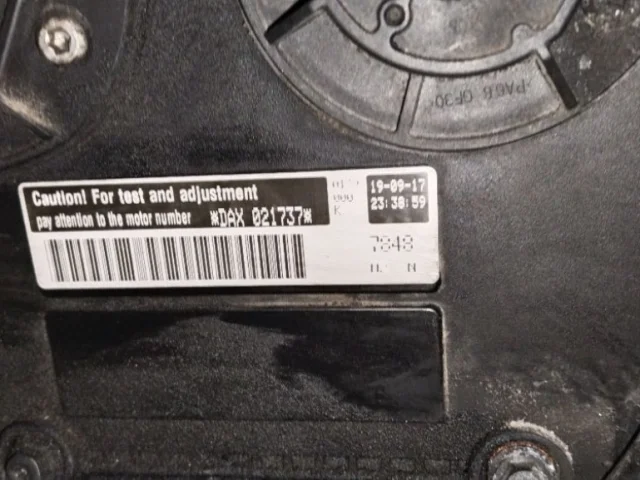 -PA6.6 GF30
Caution! For test and adjustment
pay attention to the motor number *DAX 021737*
19-09-17
23:38:59
7848